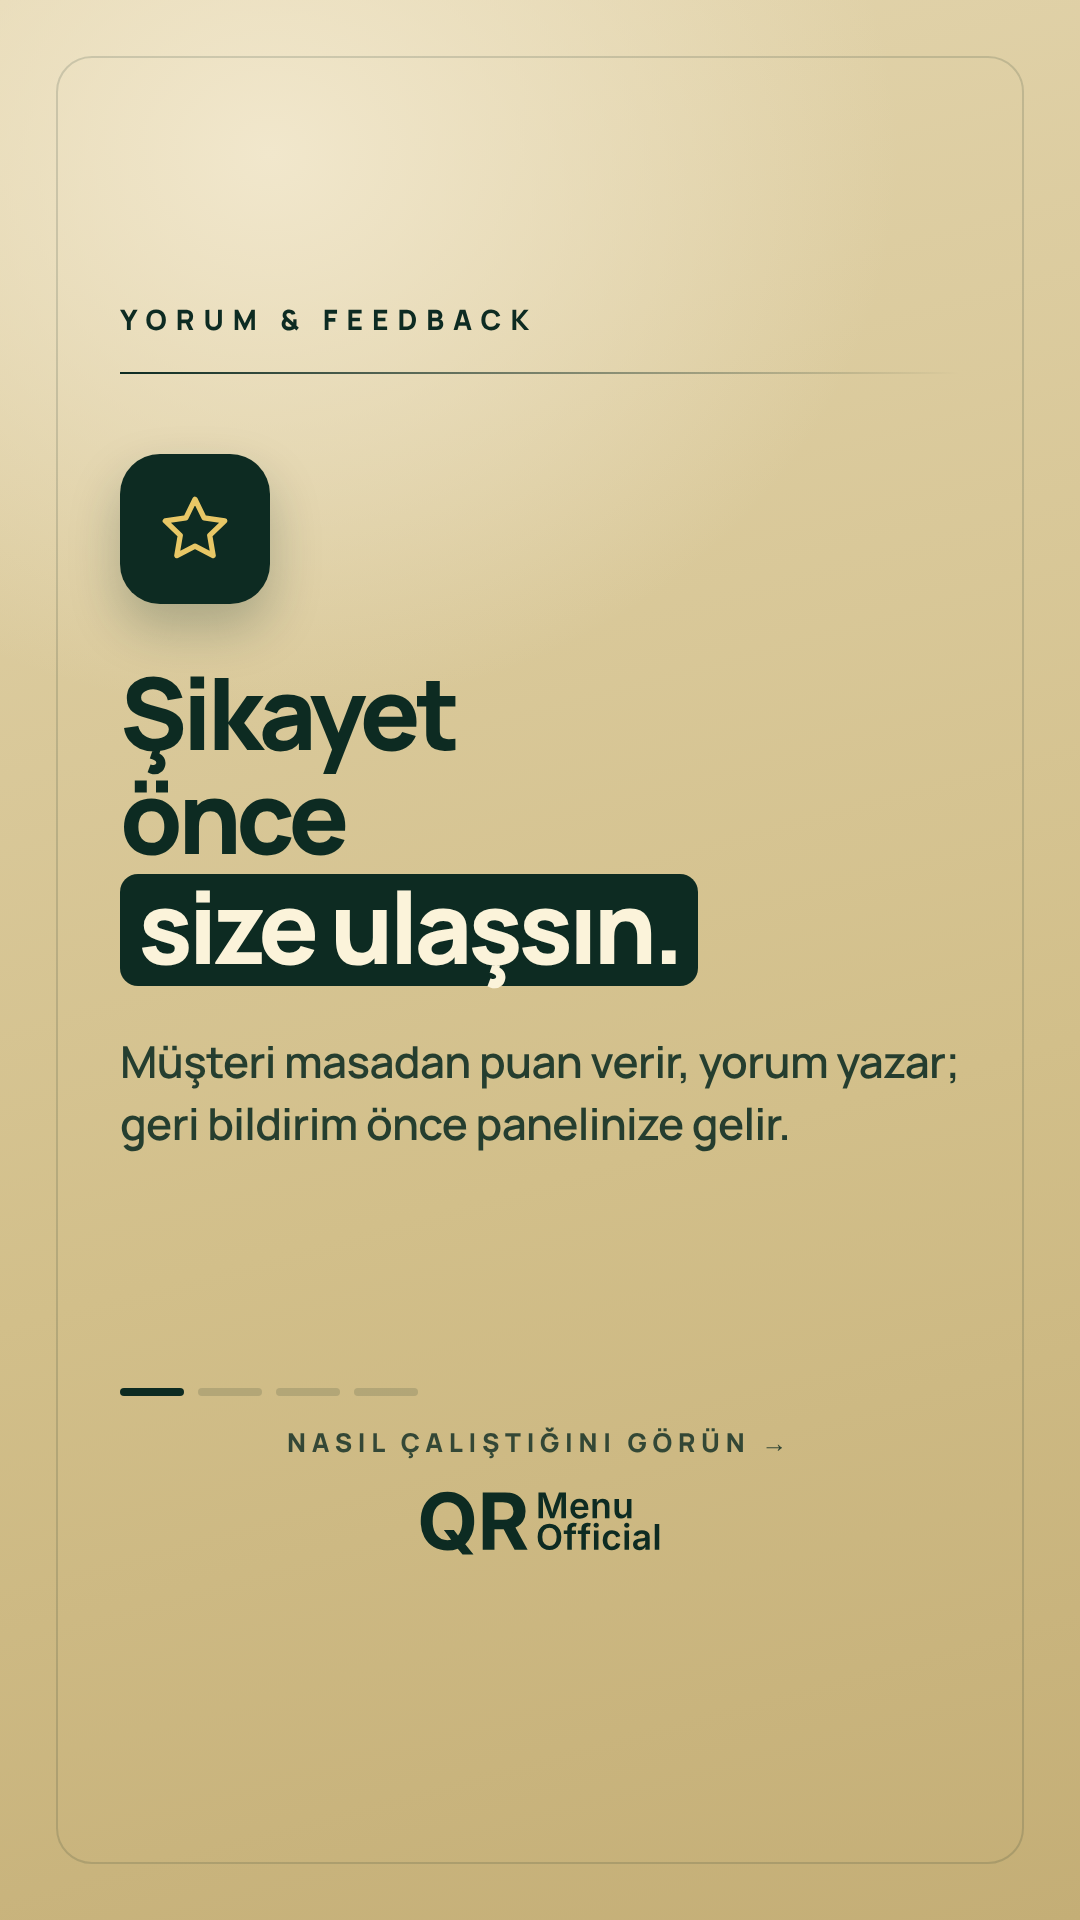 YORUM & FEEDBACK
Şikayet
önce
size ulaşsın.
Müşteri masadan puan verir, yorum yazar;
geri bildirim önce panelinize gelir.
NASIL ÇALIŞTIĞINI GÖRÜN →
QR Menu
Official